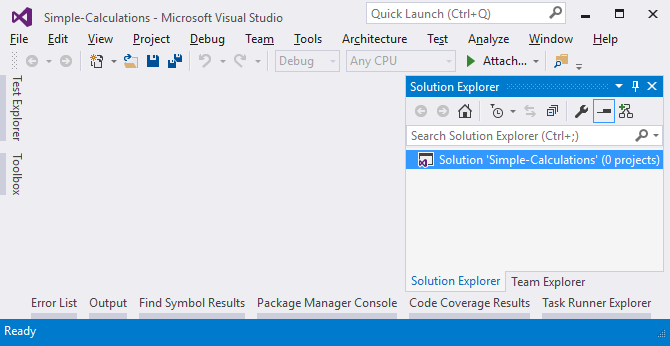 Simple-Calculations - Microsoft Visual Studio
Quick Launch (Ctrl+Q)
File Edit View Project Debug Team Tools Architecture Test Analyze Window Help
Debug Any CPU Attach...
Test Explorer
Toolbox
Solution Explorer
Search Solution Explorer (Ctrl+;)
Solution 'Simple-Calculations' (0 projects)
Solution Explorer Team Explorer
Error List Output Find Symbol Results Package Manager Console Code Coverage Results Task Runner Explorer
Ready